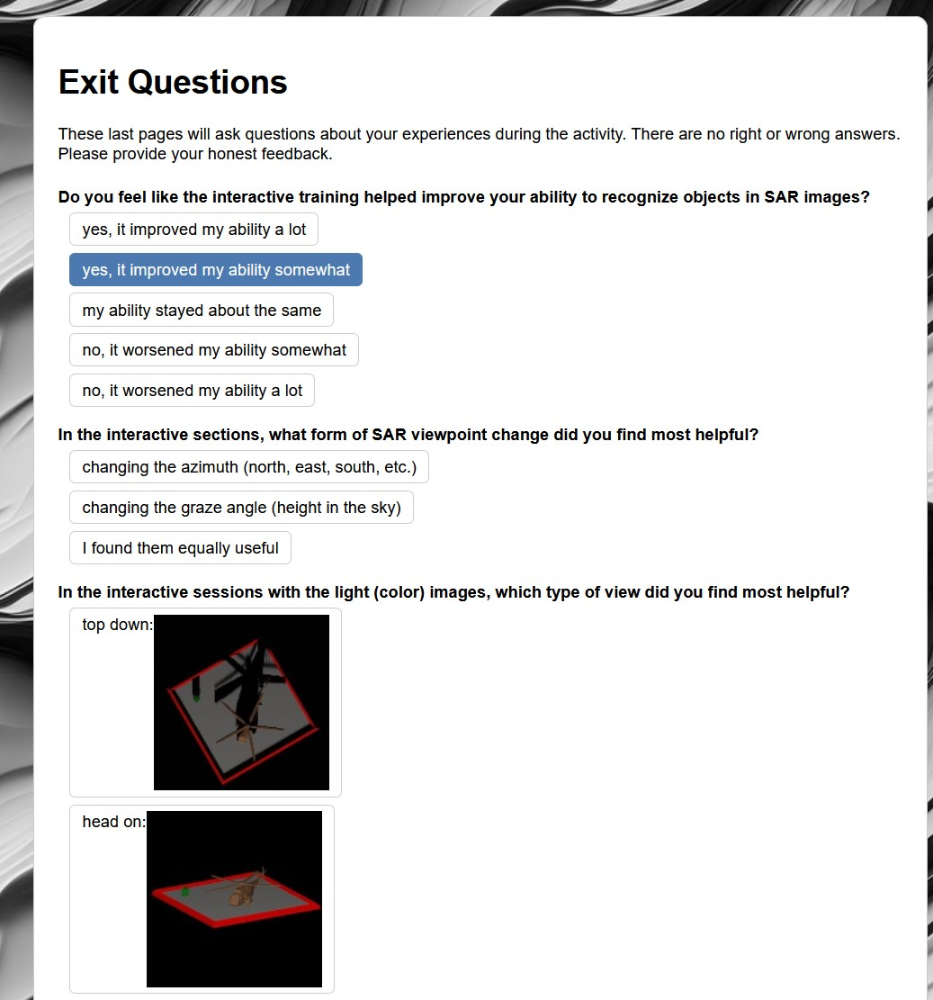 Exit Questions
These last pages will ask questions about your experiences during the activity. There are no right or wrong answers.
Please provide your honest feedback.
Do you feel like the interactive training helped improve your ability to recognize objects in SAR images?
yes, it improved my ability a lot
yes, it improved my ability somewhat
my ability stayed about the same
no, it worsened my ability somewhat
no, it worsened my ability a lot
In the interactive sections, what form of SAR viewpoint change did you find most helpful?
changing the azimuth (north, east, south, etc.)
changing the graze angle (height in the sky)
I found them equally useful
In the interactive sessions with the light (color) images, which type of view did you find most helpful?
top down:
head on: